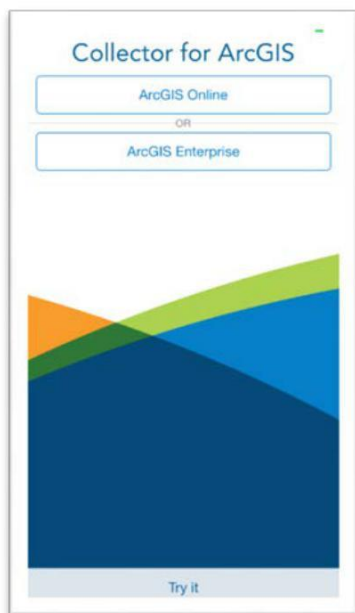 Collector for ArcGIS
ArcGIS Online
OR
ArcGIS Enterprise
Try it